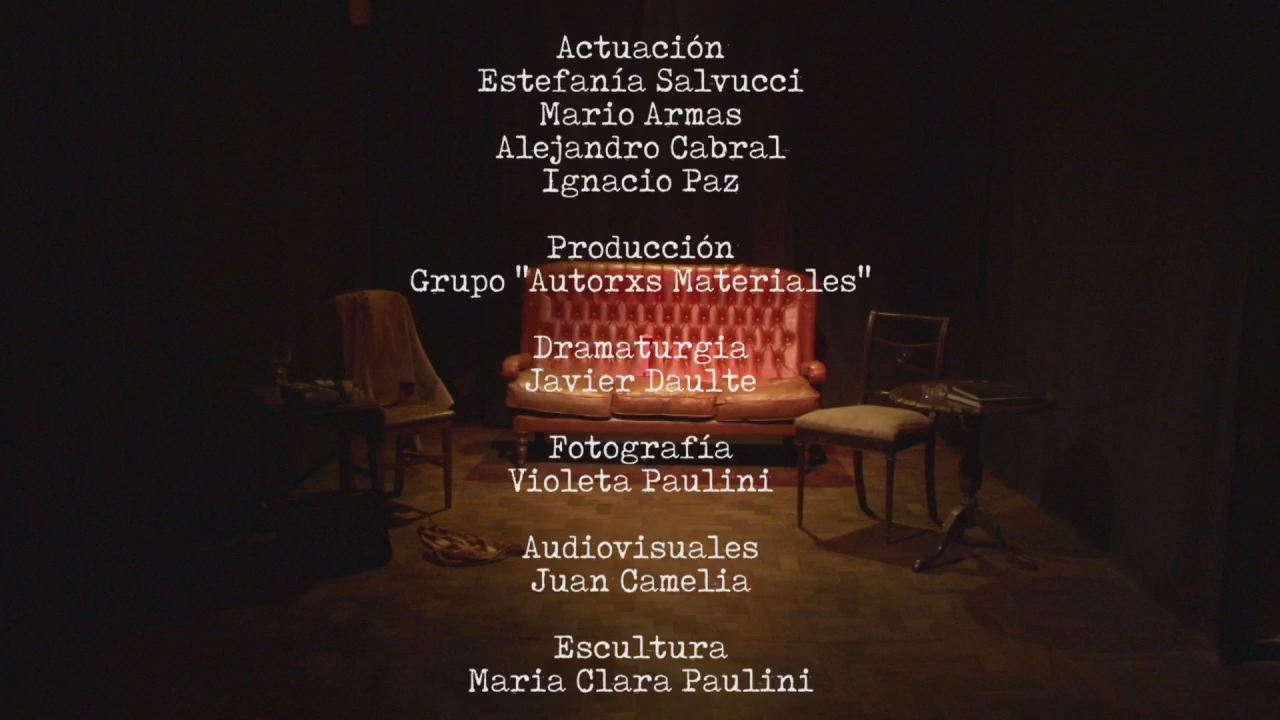 Actuación
Estefanía Salvucci
Mario Armas
Alejandro Cabral
Ignacio Paz
Producción
Grupo "Autorxs Materiales"
Dramaturgia
Javier Daulte
Fotografía
Violeta Paulini
Audiovisuales
Juan Camelia
Escultura
Maria Clara Paulini